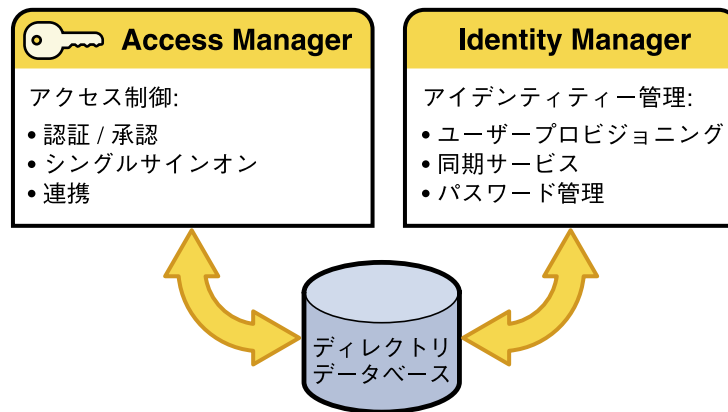 Access Manager
アクセス制御:
• 認証 / 承認
• シングルサインオン
• 連携
Identity Manager
アイデンティティー管理:
• ユーザープロビジョニング
• 同期サービス
• パスワード管理
ディレクトリ
データベース